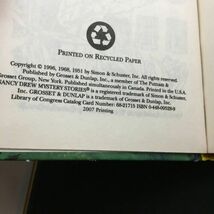 PRINTED ON RECYCLED PAPER
Copyright © 1996, 1968, 1951 by Simon & Schuster, Inc. All rights
Published by Grosset & Dunlap, Inc., a member of The Putnam &
Grosset Group, New York. Published simultaneously in Canada. Printed in the U.S.A.
NANCY DREW MYSTERY STORIES® is a registered trademark of Simon & Schuster,
Inc. GROSSET & DUNLAP is a registered trademark of Grosset & Dunlap, Inc.
Library of Congress Catalog Card Number: 68-21715 ISBN 0-448-09528-9
2007 Printing